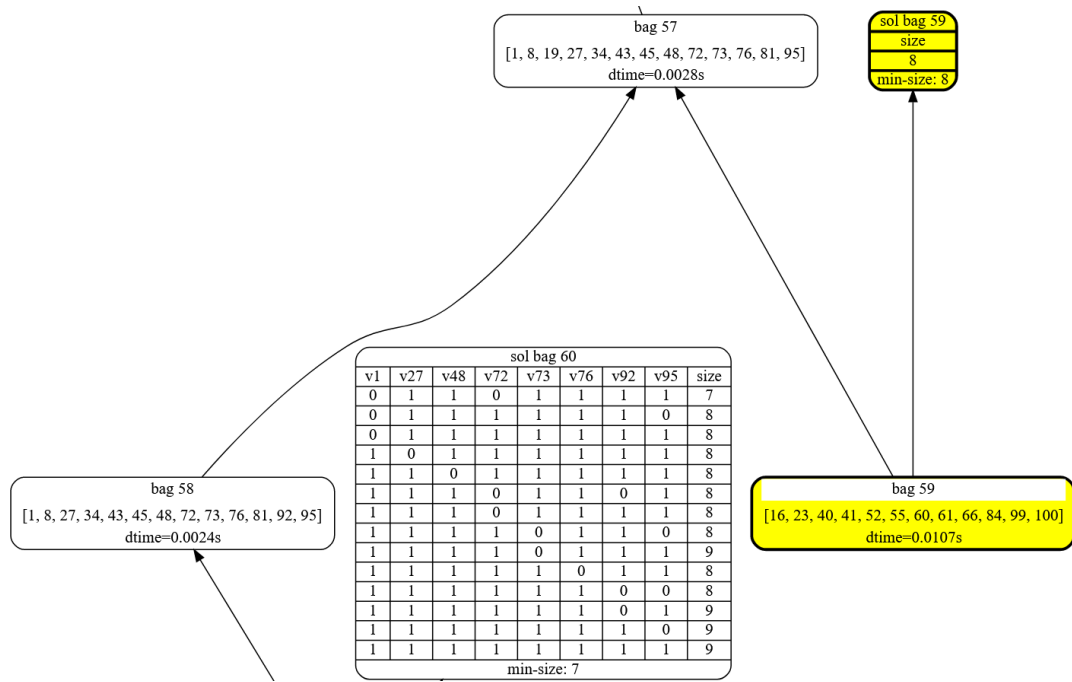 bag 57
[1, 8, 19, 27, 34, 43, 45, 48, 72, 73, 76, 81, 95]
dtime=0.0028s
sol bag 59
size
8
min-size: 8
sol bag 60
v1 v27 v48 v72 v73 v76 v92 v95 size
0 1 1 0 1 1 1 1 7
0 1 1 1 1 1 1 0 8
0 1 1 1 1 1 1 1 8
1 0 1 1 1 1 1 1 8
1 1 0 1 1 1 1 1 8
1 1 1 0 1 1 0 1 8
1 1 1 0 1 1 1 1 8
1 1 1 1 0 1 1 0 8
1 1 1 1 0 1 1 1 9
1 1 1 1 1 0 1 1 8
1 1 1 1 1 1 0 0 8
1 1 1 1 1 1 0 1 9
1 1 1 1 1 1 1 0 9
1 1 1 1 1 1 1 1 9
min-size: 7
bag 58
[1, 8, 27, 34, 43, 45, 48, 72, 73, 76, 81, 92, 95]
dtime=0.0024s
bag 59
[16, 23, 40, 41, 52, 55, 60, 61, 66, 84, 99, 100]
dtime=0.0107s